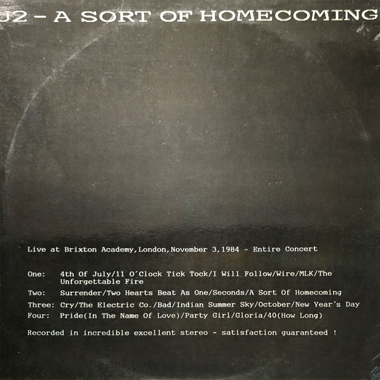 U2 - A SORT OF HOMECOMING
Live at Brixton Academy,London,November 3,1984 - Entire Concert
One: 4th Of July/11 O'Clock Tick Tock/I Will Follow/Wire/MLK/The
Unforgettable Fire
Two: Surrender/Two Hearts Beat As One/Seconds/A Sort Of Homecoming
Three: Cry/The Electric Co./Bad/Indian Summer Sky/October/New Year's Day
Four: Pride(In The Name Of Love)/Party Girl/Gloria/40(How Long)
Recorded in incredible excellent stereo - satisfaction guaranteed !